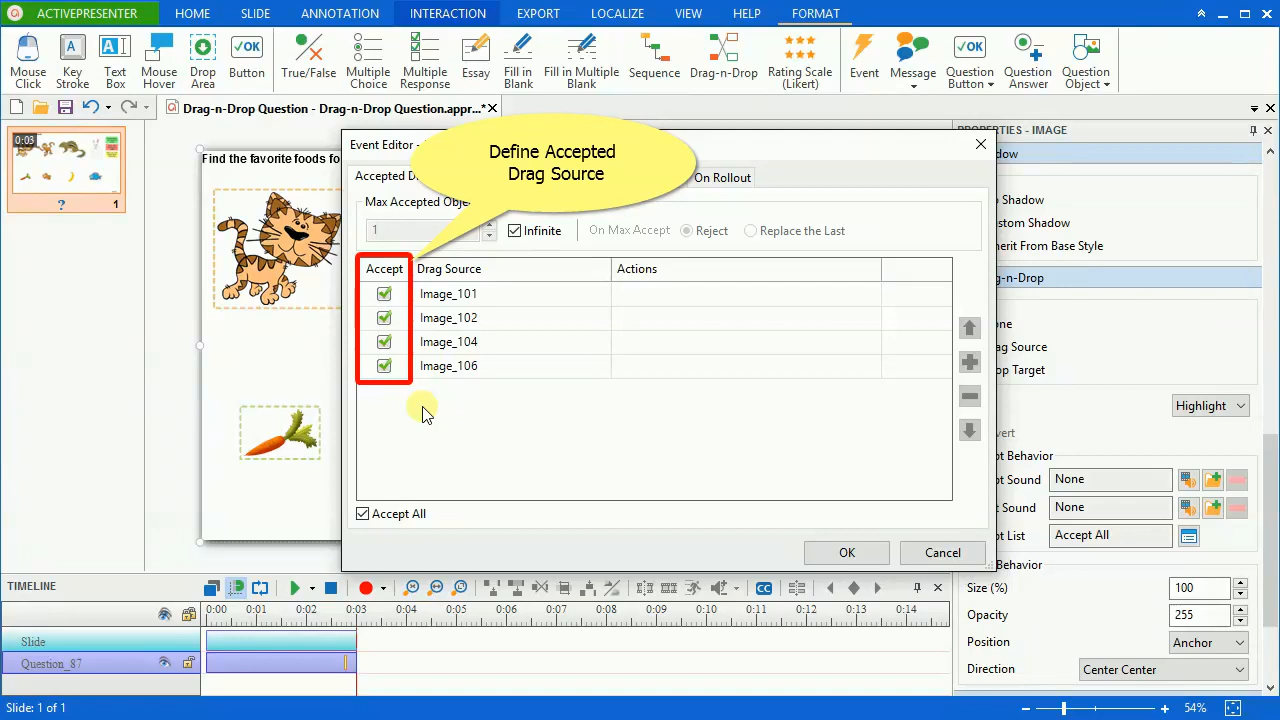 ACTIVEPRESENTER HOME SLIDE ANNOTATION INTERACTION EXPORT LOCALIZE VIEW HELP FORMAT
Mouse Click
Key Stroke
Text Box
Mouse Hover
Drop Area
OK
Button
True/False
Multiple Choice
Multiple Response
Essay
Fill in Blank
Fill in Multiple Blank
Sequence
Drag-n-Drop
Rating Scale (Likert)
Event
Message
OK
Question Button
Question Answer
Question Object
Drag-n-Drop Question - Drag-n-Drop Question.appr...*
0:03
?
1
Find the favorite foods fo
Event Editor -
Define Accepted
Drag Source
Accepted D
On Rollout
Max Accepted Obje
1
Infinite
On Max Accept
Reject
Replace the Last
Accept Drag Source Actions
Image_101
Image_102
Image_104
Image_106
Accept All
OK
Cancel
PROPERTIES - IMAGE
adow
o Shadow
ustom Shadow
herit From Base Style
g-n-Drop
one
ag Source
op Target
Highlight
vert
pt Behavior
pt Sound None
t Sound None
pt List Accept All
Behavior
Size (%) 100
Opacity 255
Position Anchor
Direction Center Center
TIMELINE
CC
0:00 0:01 0:02 0:03 0:04 0:05 0:06 0:07 0:08 0:09 0:10 0:11 0:12 0:13 0:14
Slide
Question_87
Slide: 1 of 1
54%